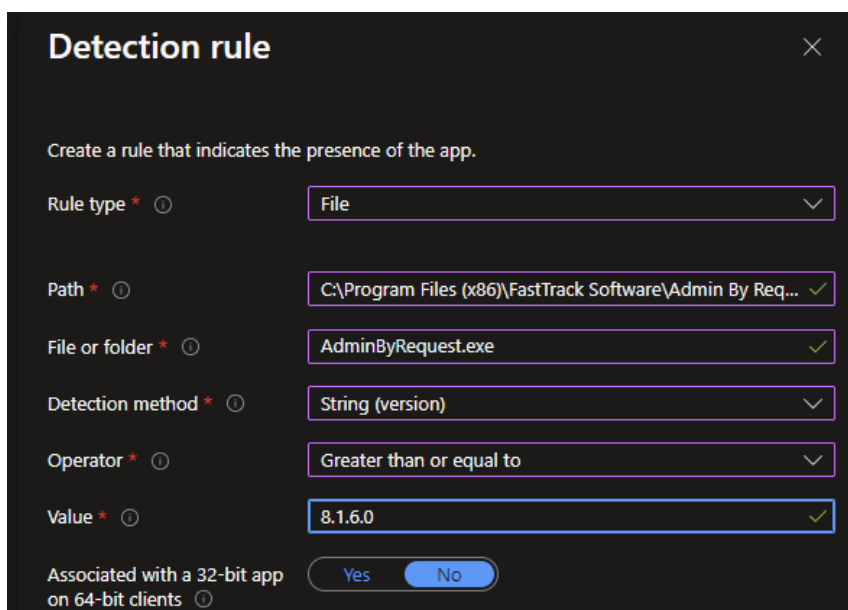 Detection rule
Create a rule that indicates the presence of the app.
Rule type *
File
Path *
C:\Program Files (x86)\FastTrack Software\Admin By Req...
File or folder *
AdminByRequest.exe
Detection method *
String (version)
Operator *
Greater than or equal to
Value *
8.1.6.0
Associated with a 32-bit app
on 64-bit clients
Yes No